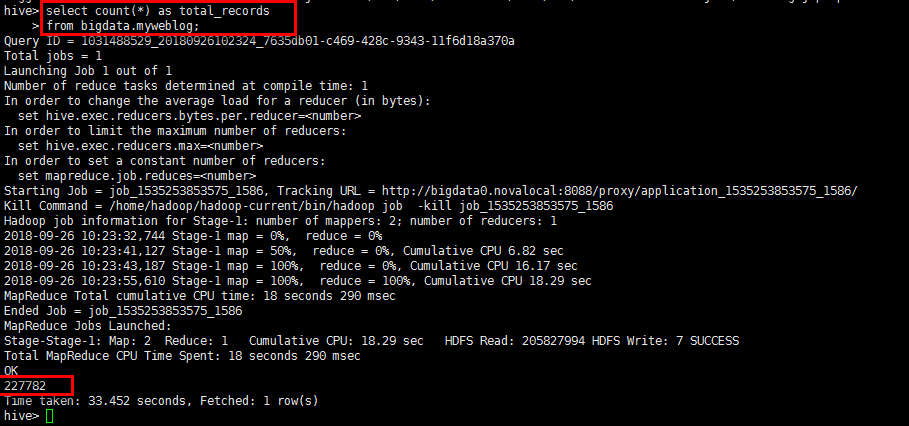 hive> select count(*) as total_records
    > from bigdata.myweblog;
Query ID = 1031488529_20180926102324_7635db01-c469-428c-9343-11f6d18a370a
Total jobs = 1
Launching Job 1 out of 1
Number of reduce tasks determined at compile time: 1
In order to change the average load for a reducer (in bytes):
  set hive.exec.reducers.bytes.per.reducer=<number>
In order to limit the maximum number of reducers:
  set hive.exec.reducers.max=<number>
In order to set a constant number of reducers:
  set mapreduce.job.reduces=<number>
Starting Job = job_1535253853575_1586, Tracking URL = http://bigdata0.novalocal:8088/proxy/application_1535253853575_1586/
Kill Command = /home/hadoop/hadoop-current/bin/hadoop job  -kill job_1535253853575_1586
Hadoop job information for Stage-1: number of mappers: 2; number of reducers: 1
2018-09-26 10:23:32,744 Stage-1 map = 0%,  reduce = 0%
2018-09-26 10:23:41,127 Stage-1 map = 50%,  reduce = 0%, Cumulative CPU 6.82 sec
2018-09-26 10:23:43,187 Stage-1 map = 100%,  reduce = 0%, Cumulative CPU 16.17 sec
2018-09-26 10:23:55,610 Stage-1 map = 100%,  reduce = 100%, Cumulative CPU 18.29 sec
MapReduce Total cumulative CPU time: 18 seconds 290 msec
Ended Job = job_1535253853575_1586
MapReduce Jobs Launched:
Stage-Stage-1: Map: 2  Reduce: 1   Cumulative CPU: 18.29 sec   HDFS Read: 205827994 HDFS Write: 7 SUCCESS
Total MapReduce CPU Time Spent: 18 seconds 290 msec
OK
227782
Time taken: 33.452 seconds, Fetched: 1 row(s)
hive>